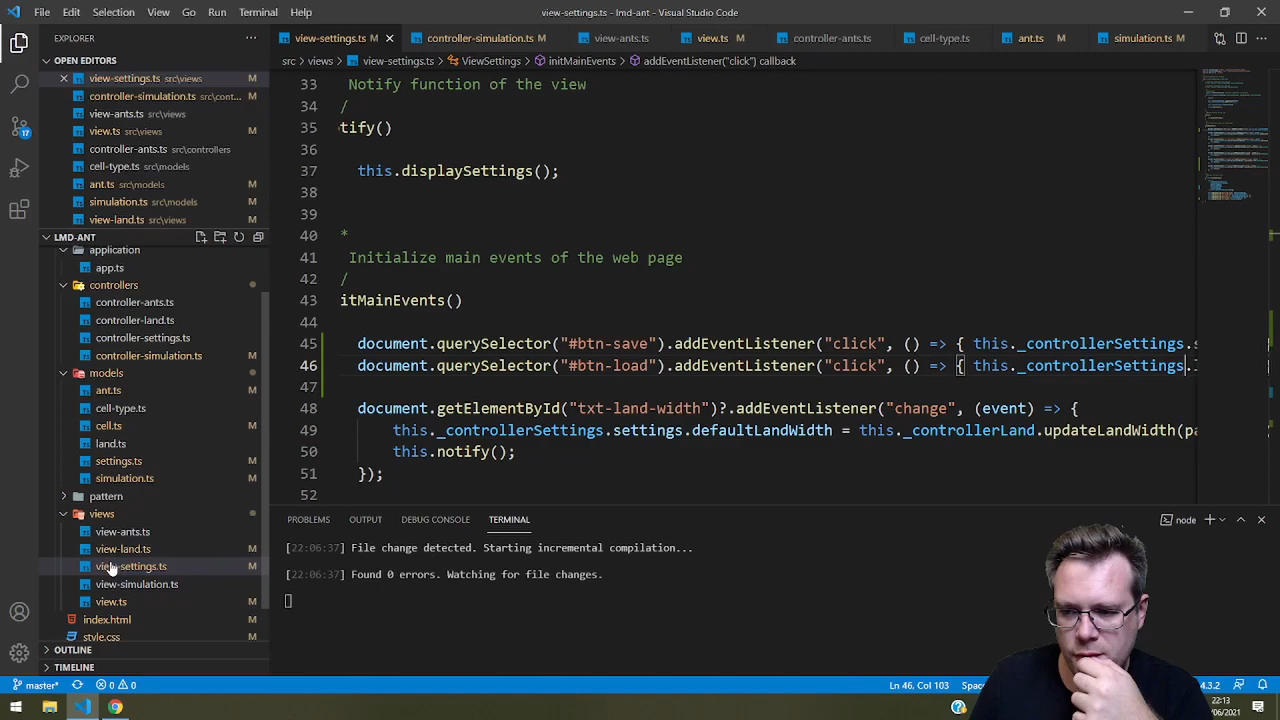 File Edit Selection View Go Run Terminal Help
view-settings.ts - lmd-ant - Visual Studio Code
EXPLORER
view-settings.ts M
controller-simulation.ts M
view-ants.ts
view.ts M
controller-ants.ts
cell-type.ts
ant.ts M
simulation.ts M
OPEN EDITORS
src > views > view-settings.ts > ViewSettings > initMainEvents > addEventListener("click") callback
view-settings.ts src\views M
controller-simulation.ts src\cont... M
view-ants.ts src\views
view.ts src\views M
controller-ants.ts src\controllers
cell-type.ts src\models
ant.ts src\models M
simulation.ts src\models M
view-land.ts src\views M
17
LMD-ANT
application
app.ts
controllers
controller-ants.ts
controller-land.ts
controller-settings.ts M
controller-simulation.ts M
models
ant.ts M
cell-type.ts
cell.ts M
land.ts
settings.ts M
simulation.ts M
pattern
views
view-ants.ts
view-land.ts M
view-settings.ts M
view-simulation.ts
view.ts M
index.html M
style.css M
OUTLINE
TIMELINE
33 Notify function of the view
34 /
35 tify()
36
37 this.displaySettings();
38
39
40 *
41 Initialize main events of the web page
42 /
43 itMainEvents()
44
45 document.querySelector("#btn-save").addEventListener("click", () => { this._controllerSettings.s
46 document.querySelector("#btn-load").addEventListener("click", () => { this._controllerSettings.l
47
48 document.getElementById("txt-land-width")?.addEventListener("change", (event) => {
49 this._controllerSettings.settings.defaultLandWidth = this._controllerLand.updateLandWidth(pa
50 this.notify();
51 });
52
PROBLEMS OUTPUT DEBUG CONSOLE TERMINAL
node
[22:06:37] File change detected. Starting incremental compilation...
[22:06:37] Found 0 errors. Watching for file changes.
master* 0 0
Ln 46, Col 103
4.3.2
22:13
/06/2021